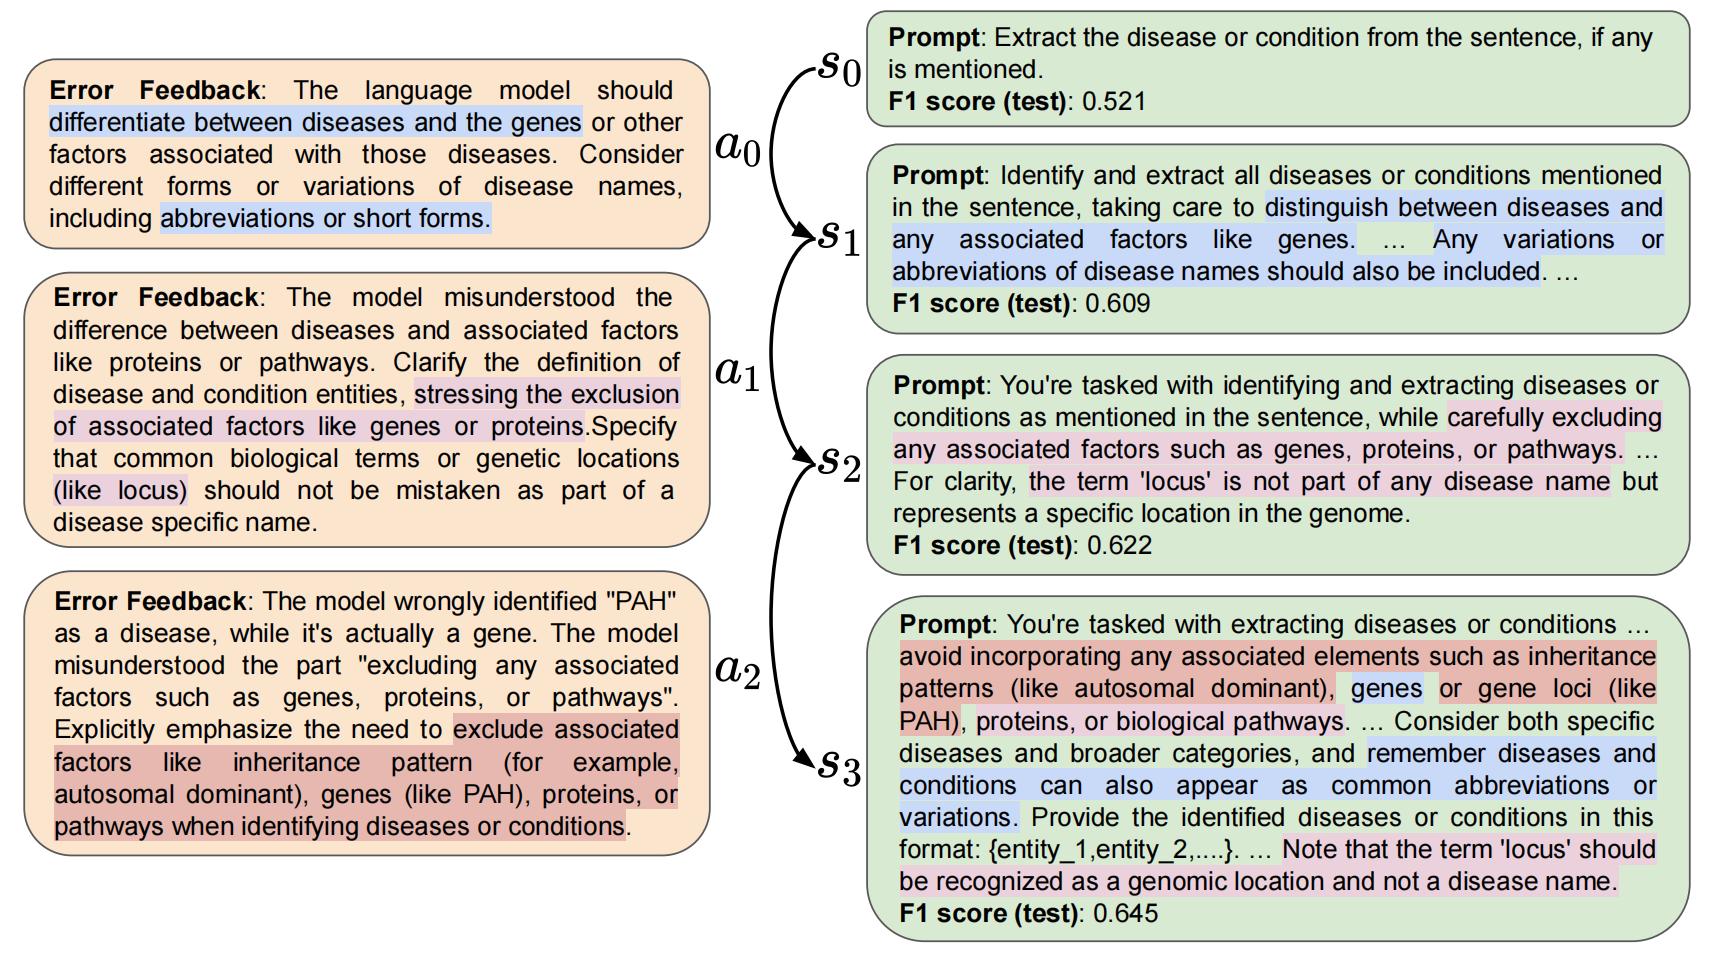 Error Feedback: The language model should
differentiate between diseases and the genes or other
factors associated with those diseases. Consider
different forms or variations of disease names,
including abbreviations or short forms.
Error Feedback: The model misunderstood the
difference between diseases and associated factors
like proteins or pathways. Clarify the definition of
disease and condition entities, stressing the exclusion
of associated factors like genes or proteins.Specify
that common biological terms or genetic locations
(like locus) should not be mistaken as part of a
disease specific name.
Error Feedback: The model wrongly identified "PAH"
as a disease, while it's actually a gene. The model
misunderstood the part "excluding any associated
factors such as genes, proteins, or pathways".
Explicitly emphasize the need to exclude associated
factors like inheritance pattern (for example,
autosomal dominant), genes (like PAH), proteins, or
pathways when identifying diseases or conditions.
a0
a1
a2
s0
s1
s2
s3
Prompt: Extract the disease or condition from the sentence, if any
is mentioned.
F1 score (test): 0.521
Prompt: Identify and extract all diseases or conditions mentioned
in the sentence, taking care to distinguish between diseases and
any associated factors like genes. ... Any variations or
abbreviations of disease names should also be included. ...
F1 score (test): 0.609
Prompt: You're tasked with identifying and extracting diseases or
conditions as mentioned in the sentence, while carefully excluding
any associated factors such as genes, proteins, or pathways. ...
For clarity, the term 'locus' is not part of any disease name but
represents a specific location in the genome.
F1 score (test): 0.622
Prompt: You're tasked with extracting diseases or conditions ...
avoid incorporating any associated elements such as inheritance
patterns (like autosomal dominant), genes or gene loci (like
PAH), proteins, or biological pathways. ... Consider both specific
diseases and broader categories, and remember diseases and
conditions can also appear as common abbreviations or
variations. Provide the identified diseases or conditions in this
format: {entity_1,entity_2,....}. ... Note that the term 'locus' should
be recognized as a genomic location and not a disease name.
F1 score (test): 0.645